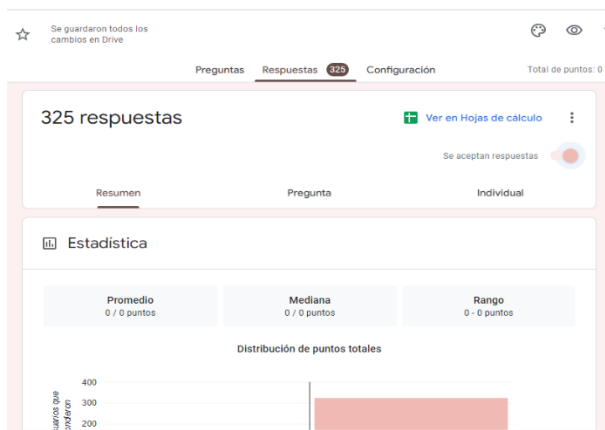 Se guardaron todos los
cambios en Drive
Preguntas Respuestas 325 Configuración Total de puntos: 0
325 respuestas Ver en Hojas de cálculo
Se aceptan respuestas
Resumen Pregunta Individual
Estadística
Promedio Mediana Rango
0 / 0 puntos 0 / 0 puntos 0 - 0 puntos
Distribución de puntos totales
400
300
200